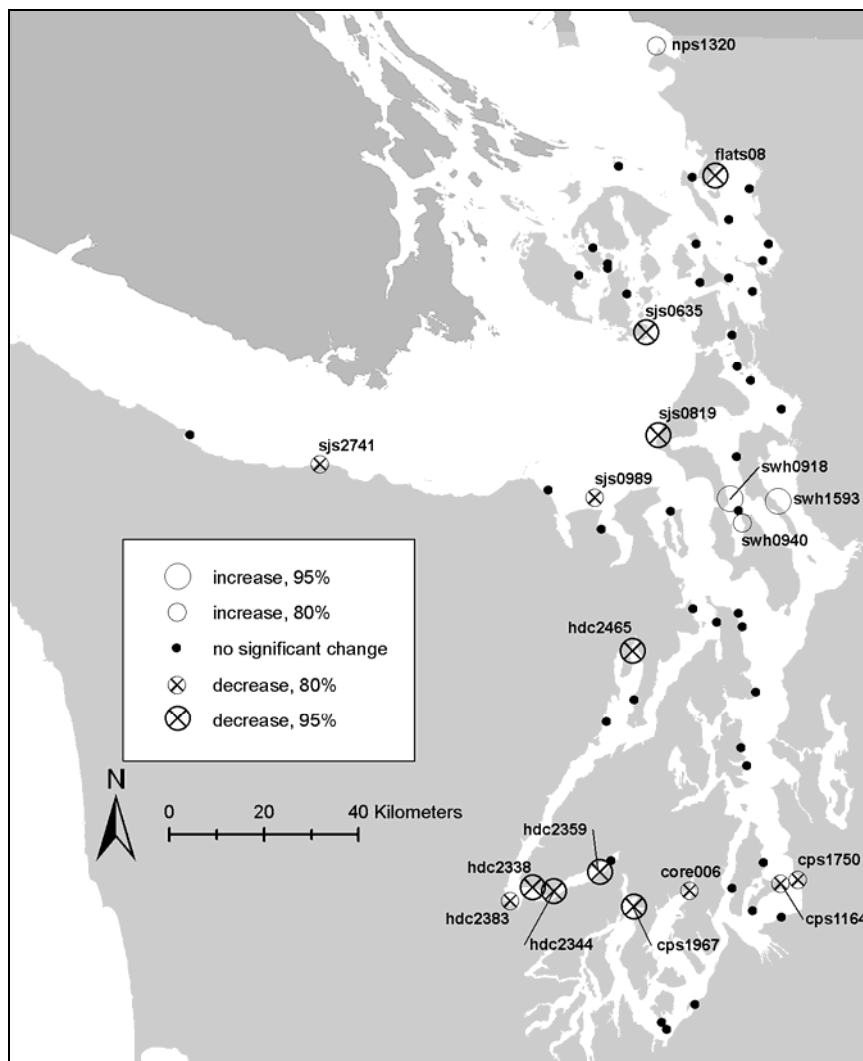 nps1320
flats08
sjs0635
sjs0819
sjs2741
swh0918
sjs0989
swh1593
swh0940
increase, 95%
increase, 80%
no significant change
decrease, 80%
decrease, 95%
hdc2465
N
0 20 40 Kilometers
hdc2359
hdc2338
core006
cps1750
hdc2383
cps1164
hdc2344
cps1967